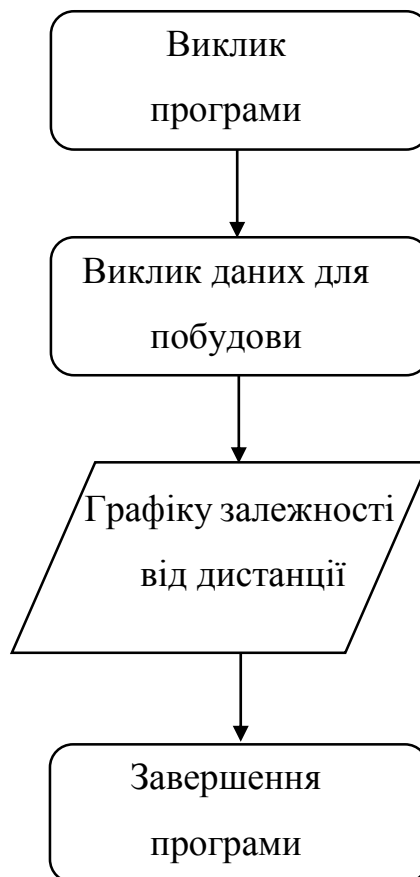 Виклик
програми
Виклик даних для
побудови
Графіку залежності
від дистанції
Завершення
програми